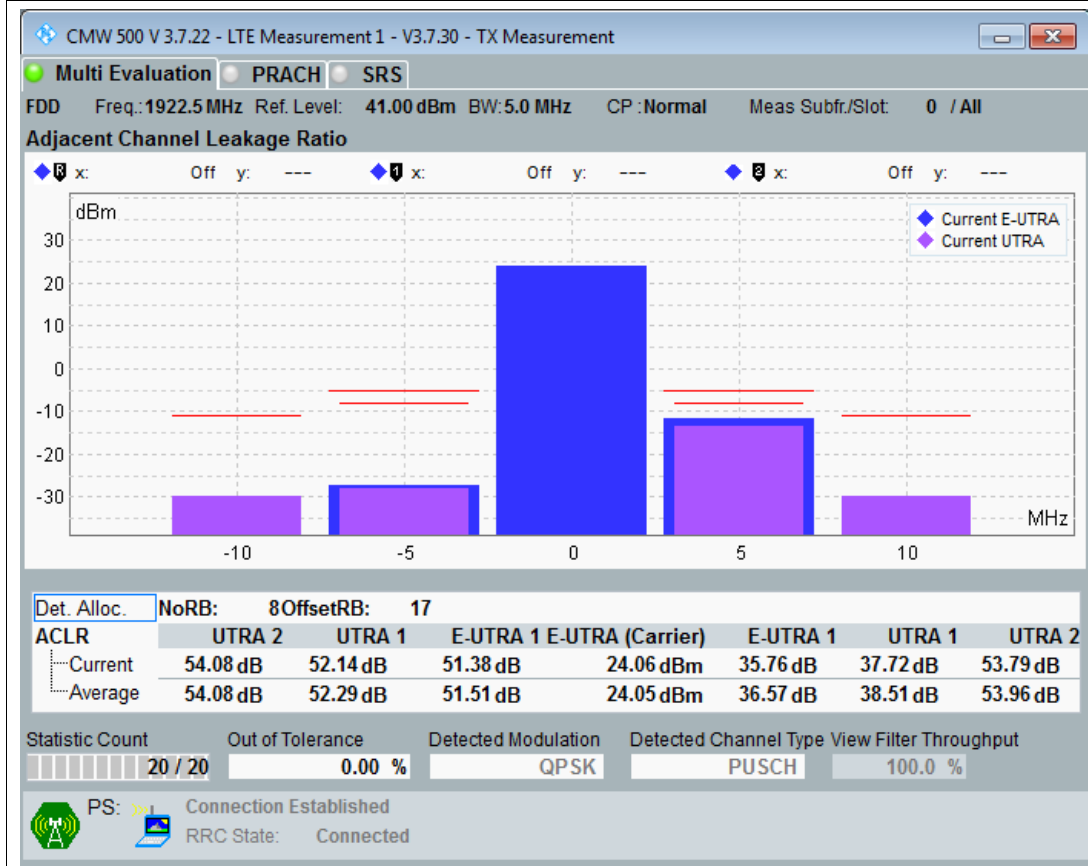 CMW 500 V 3.7.22 - LTE Measurement 1 - V3.7.30 - TX Measurement
Multi Evaluation PRACH SRS
FDD Freq.: 1922.5 MHz Ref. Level: 41.00 dBm BW: 5.0 MHz CP : Normal Meas Subfr./Slot: 0 / All
Adjacent Channel Leakage Ratio
R x: Off y: --- 1 x: Off y: --- 2 x: Off y: ---
dBm
Current E-UTRA
Current UTRA
30
20
10
0
-10
-20
-30
MHz
-10 -5 0 5 10
Det. Alloc. NoRB: 8 OffsetRB: 17
ACLR UTRA 2 UTRA 1 E-UTRA 1 E-UTRA (Carrier) E-UTRA 1 UTRA 1 UTRA 2
Current 54.08 dB 52.14 dB 51.38 dB 24.06 dBm 35.76 dB 37.72 dB 53.79 dB
Average 54.08 dB 52.29 dB 51.51 dB 24.05 dBm 36.57 dB 38.51 dB 53.96 dB
Statistic Count Out of Tolerance Detected Modulation Detected Channel Type View Filter Throughput
20 / 20 0.00 % QPSK PUSCH 100.0 %
PS: Connection Established
RRC State: Connected